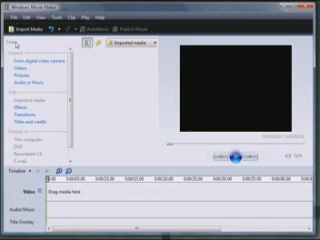 Windows Movie Maker
File Edit View Tools Clip Play Help
Import Media AutoMovie Publish Movie
Tasks
Imported media
Import
From digital video camera
Videos
Pictures
Audio or Music
Edit
Imported media
Effects
Transitions
Titles and credits
Publish to
This computer
DVD
Recordable CD
E-mail
Split
Timeline
Video
Drag media here
Audio/Music
Title Overlay